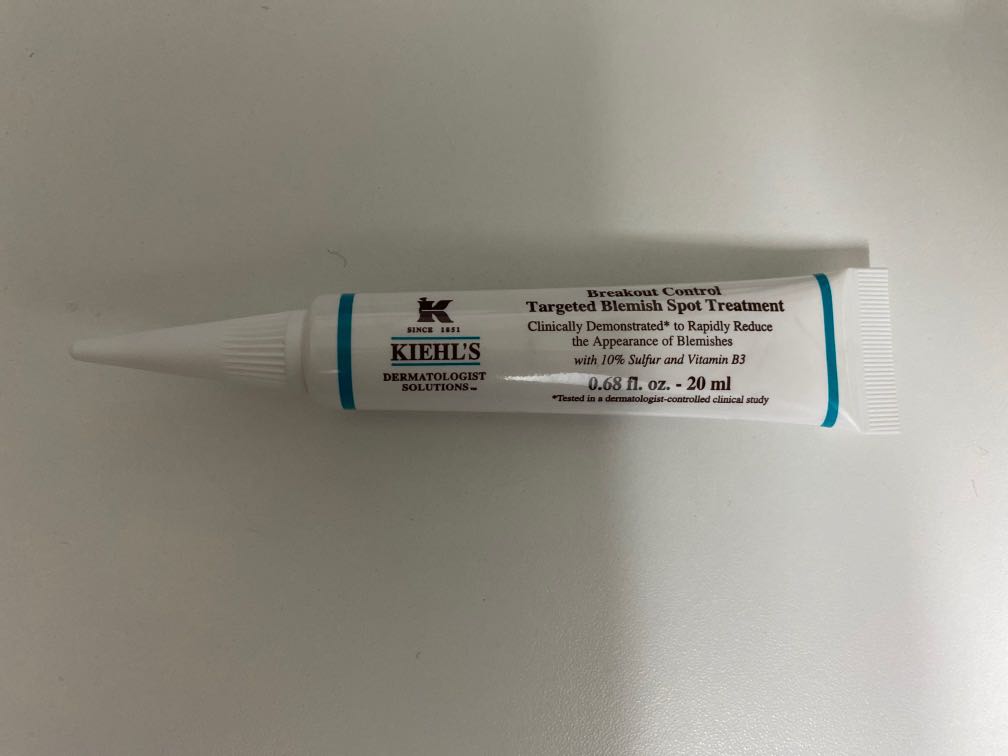 K
SINCE 1851
KIEHL'S
DERMATOLOGIST
SOLUTIONS™
Breakout Control
Targeted Blemish Spot Treatment
Clinically Demonstrated* to Rapidly Reduce
the Appearance of Blemishes
with 10% Sulfur and Vitamin B3
0.68 fl. oz. - 20 ml
*Tested in a dermatologist-controlled clinical study